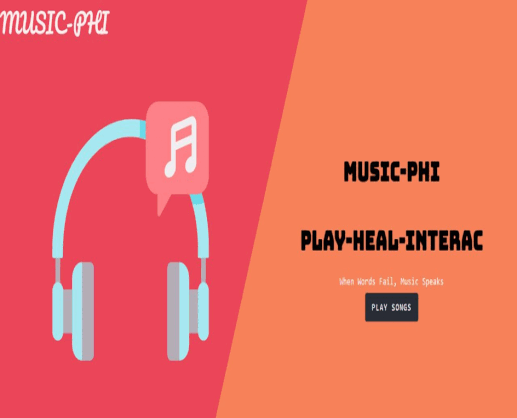 MUSIC-PHI
MUSIC-PHI
PLAY-HEAL-INTERAC
When Words Fail, Music Speaks
PLAY SONGS